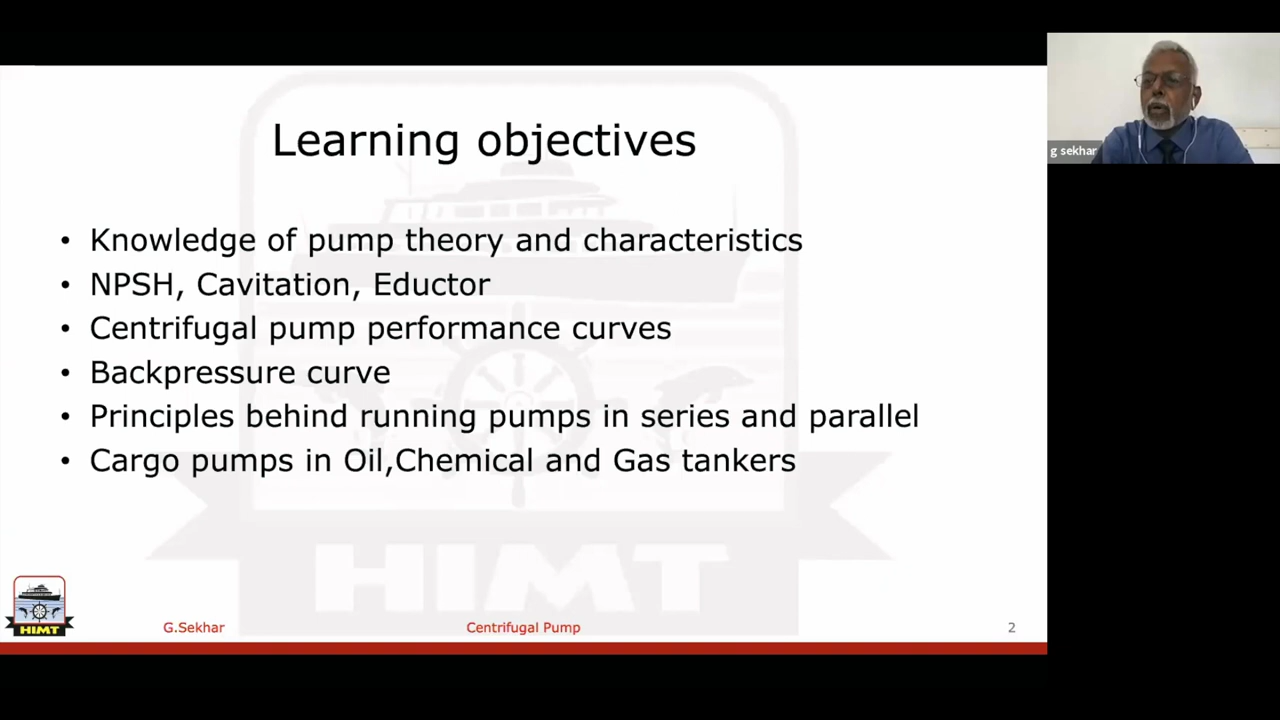 Learning objectives
• Knowledge of pump theory and characteristics
• NPSH, Cavitation, Eductor
• Centrifugal pump performance curves
• Backpressure curve
• Principles behind running pumps in series and parallel
• Cargo pumps in Oil,Chemical and Gas tankers
HIMT
HIMT
G.Sekhar
Centrifugal Pump
2
g sekhar